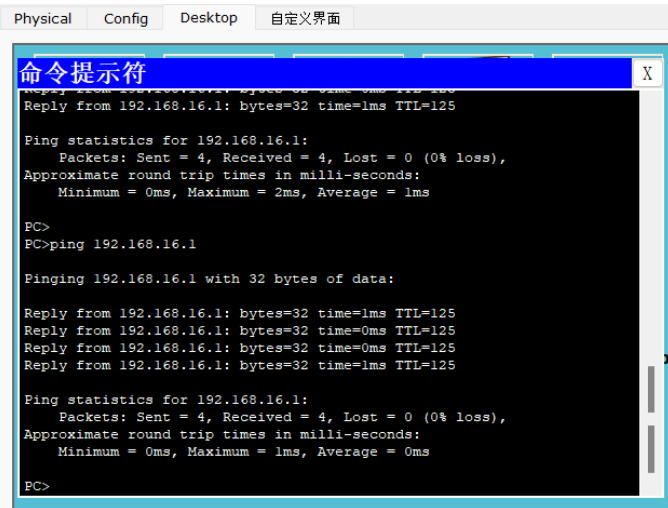 Physical Config Desktop 自定义界面
命令提示符 X
Reply from 192.168.16.1: bytes=32 time=1ms TTL=125
Ping statistics for 192.168.16.1:
Packets: Sent = 4, Received = 4, Lost = 0 (0% loss),
Approximate round trip times in milli-seconds:
Minimum = 0ms, Maximum = 2ms, Average = 1ms
PC>
PC>ping 192.168.16.1
Pinging 192.168.16.1 with 32 bytes of data:
Reply from 192.168.16.1: bytes=32 time=1ms TTL=125
Reply from 192.168.16.1: bytes=32 time=0ms TTL=125
Reply from 192.168.16.1: bytes=32 time=0ms TTL=125
Reply from 192.168.16.1: bytes=32 time=1ms TTL=125
Ping statistics for 192.168.16.1:
Packets: Sent = 4, Received = 4, Lost = 0 (0% loss),
Approximate round trip times in milli-seconds:
Minimum = 0ms, Maximum = 1ms, Average = 0ms
PC>